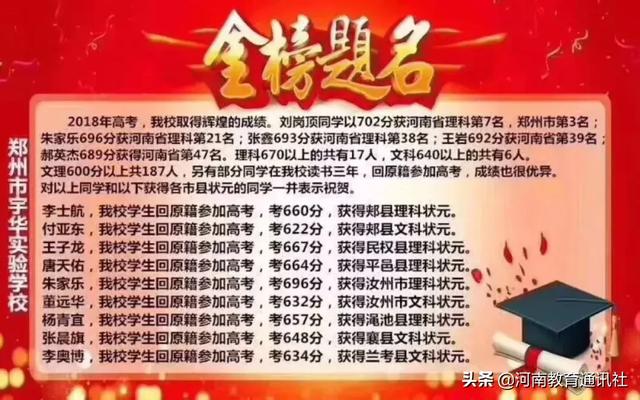 金榜题名
郑州市宇华实验学校
2018年高考，我校取得辉煌的成绩。刘岗顶同学以702分获河南省理科第7名，郑州市第3名；
朱家乐696分获河南省理科第21名；张鑫693分获河南省理科第38名；王岩692分获河南省第39名；
郝英杰689分获得河南省第47名。理科670以上的共有17人，文科640以上的共有6人。
文理600分以上共187人，另有部分同学在我校读书三年，回原籍参加高考，成绩也很优异。
对以上同学和以下获得各市县状元的同学一并表示祝贺。
李士航，我校学生回原籍参加高考，考660分，获得郏县理科状元。
付亚东，我校学生回原籍参加高考，考622分，获得郏县文科状元。
王子龙，我校学生回原籍参加高考，考667分，获得民权县理科状元。
唐天佑，我校学生回原籍参加高考，考664分，获得平邑县理科状元。
朱家乐，我校学生回原籍参加高考，考696分，获得汝州市理科状元。
董远华，我校学生回原籍参加高考，考632分，获得汝州市文科状元。
杨青宜，我校学生回原籍参加高考，考657分，获得渑池县理科状元。
张晨旗，我校学生回原籍参加高考，考648分，获得襄县文科状元。
李奥博，我校学生回原籍参加高考，考634分，获得兰考县文科状元。
头条 @河南教育通讯社